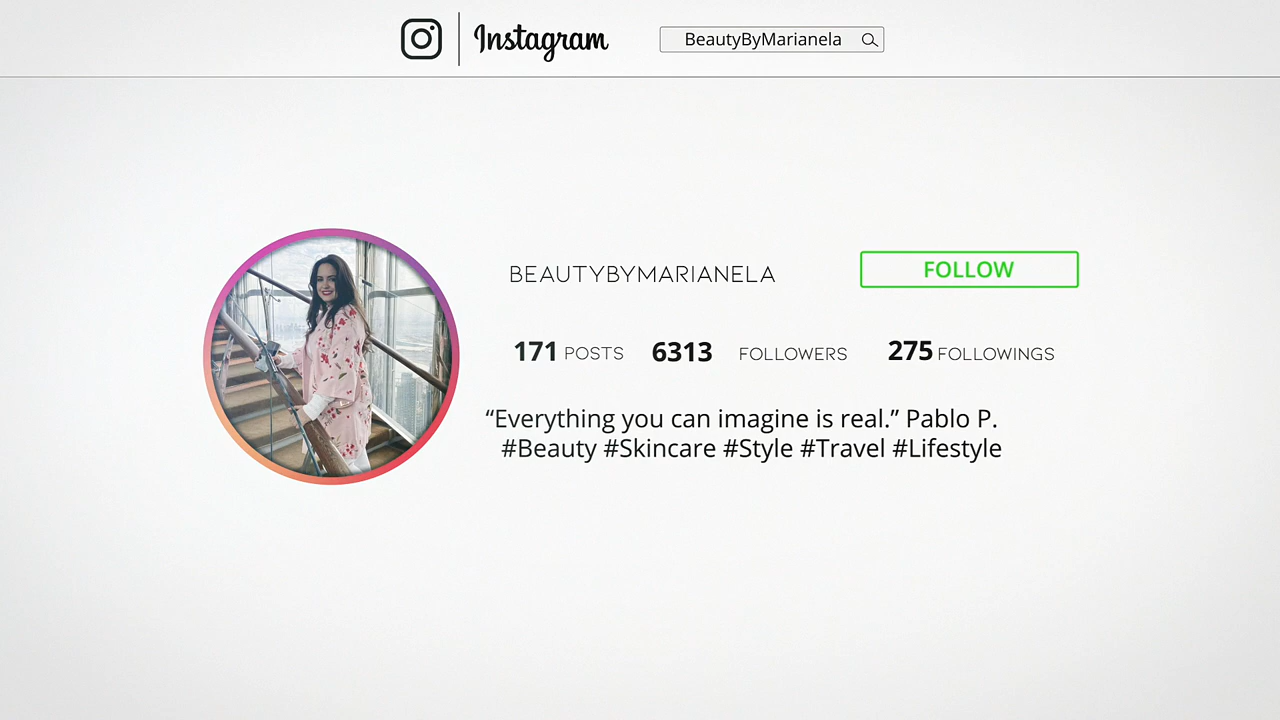 Instagram BeautyByMarianela
BEAUTYBYMARIANELA FOLLOW
171 POSTS 6313 FOLLOWERS 275 FOLLOWINGS
“Everything you can imagine is real.” Pablo P.
#Beauty #Skincare #Style #Travel #Lifestyle